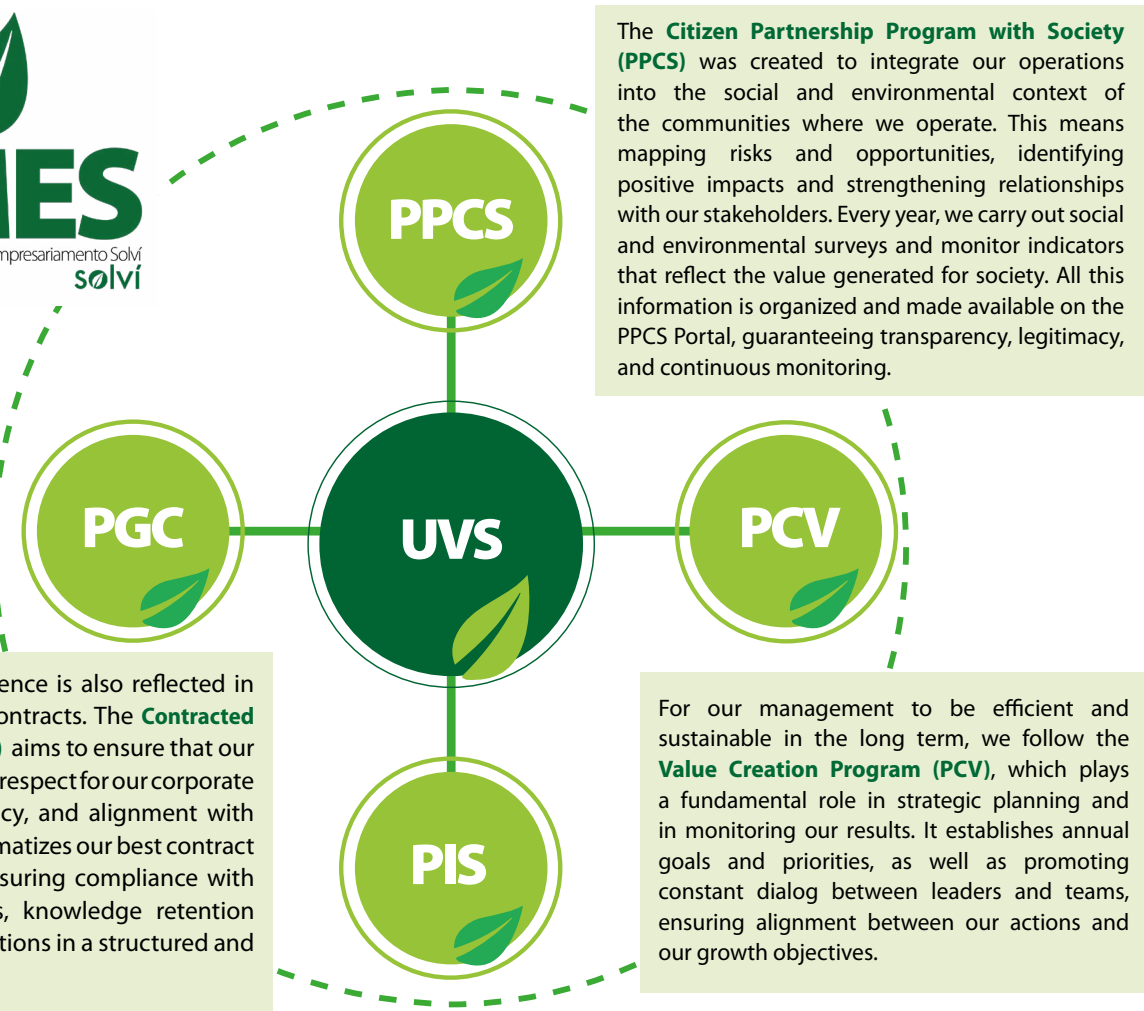 MES
mpresariamento Solví
sølví
The Citizen Partnership Program with Society
(PPCS) was created to integrate our operations
into the social and environmental context of
the communities where we operate. This means
mapping risks and opportunities, identifying
positive impacts and strengthening relationships
with our stakeholders. Every year, we carry out social
and environmental surveys and monitor indicators
that reflect the value generated for society. All this
information is organized and made available on the
PPCS Portal, guaranteeing transparency, legitimacy,
and continuous monitoring.
PPCS
PGC
UVS
PCV
PIS
ence is also reflected in
ontracts. The Contracted
) aims to ensure that our
respect for our corporate
cy, and alignment with
matizes our best contract
suring compliance with
s, knowledge retention
tions in a structured and
For our management to be efficient and
sustainable in the long term, we follow the
Value Creation Program (PCV), which plays
a fundamental role in strategic planning and
in monitoring our results. It establishes annual
goals and priorities, as well as promoting
constant dialog between leaders and teams,
ensuring alignment between our actions and
our growth objectives.